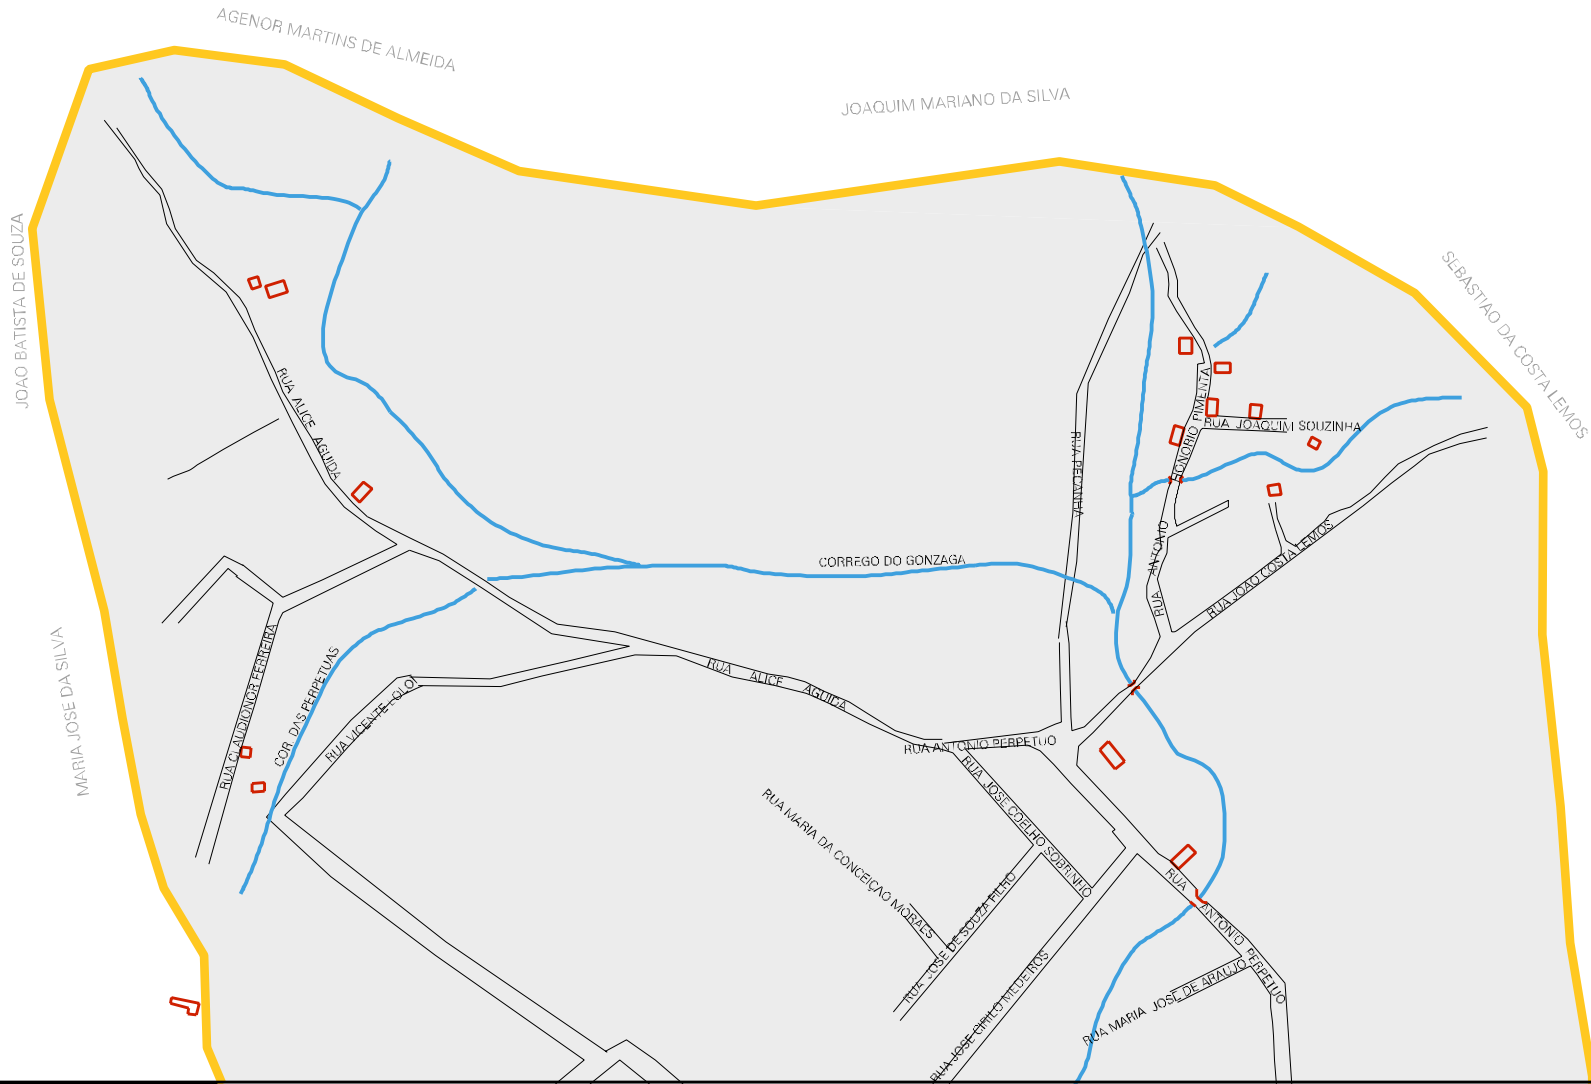 AGENOR MARTINS DE ALMEIDA
JOAQUIM MARIANO DA SILVA
JOAO BATISTA DE SOUZA
SEBASTIAO DA COSTA LEMOS
RUA ALICE AGUIDA
RUA PECANHA
RUA ANTONIO HONORIO PIMENTA
RUA JOAQUIM SOUZINHA
CORREGO DO GONZAGA
RUA JOAO COSTA LEMOS
MARIA JOSE DA SILVA
RUA CLAUDIONOR FERREIRA
COR. DAS PERPETUAS
RUA VICENTE LOLOI
RUA ALICE AGUIDA
RUA ANTONIO PERPETUO
RUA JOSE COELHO SOBRINHO
RUA MARIA DA CONCEIÇAO MORAES
RUA JOSE DE SOUZA FILHO
RUA JOSE CIRILO MEDEIROS
RUA ANTONIO PERPETUO
RUA MARIA JOSE DE ARAUJO